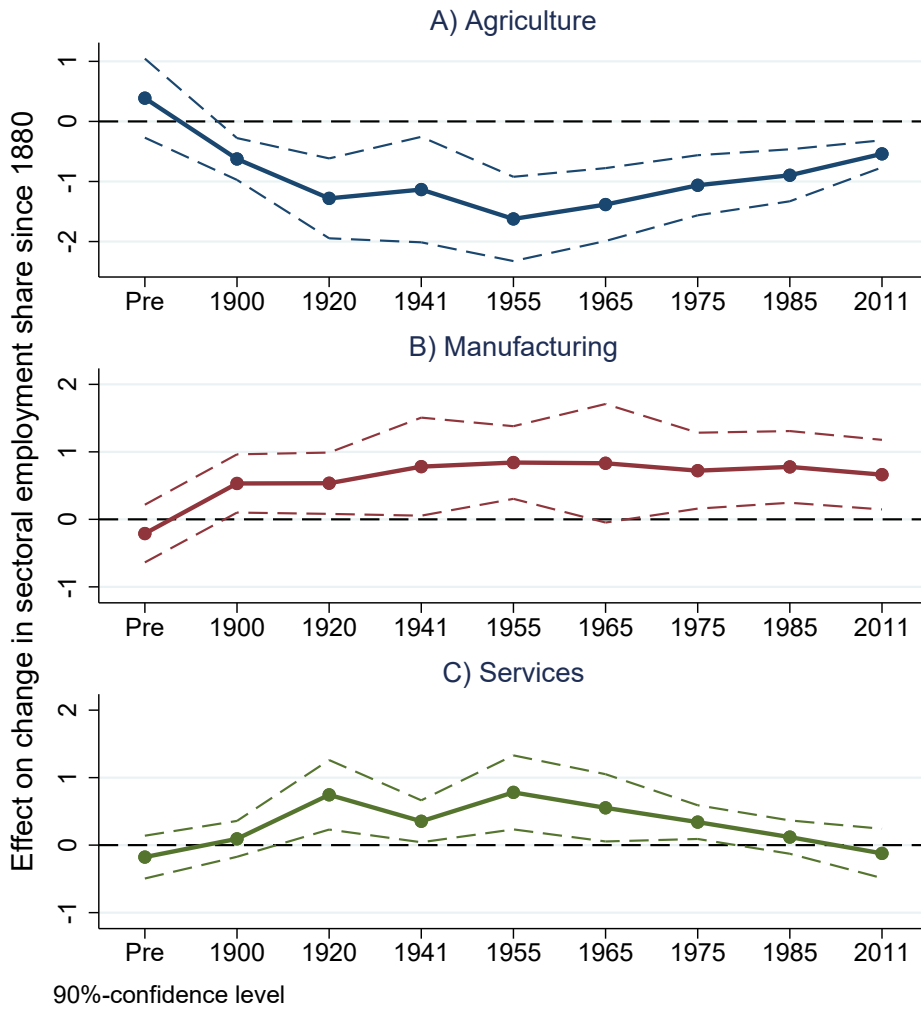 A) Agriculture
Effect on change in sectoral employment share since 1880
1
0
-1
-2
Pre 1900 1920 1941 1955 1965 1975 1985 2011
B) Manufacturing
2
1
0
-1
Pre 1900 1920 1941 1955 1965 1975 1985 2011
C) Services
2
1
0
-1
Pre 1900 1920 1941 1955 1965 1975 1985 2011
90%-confidence level